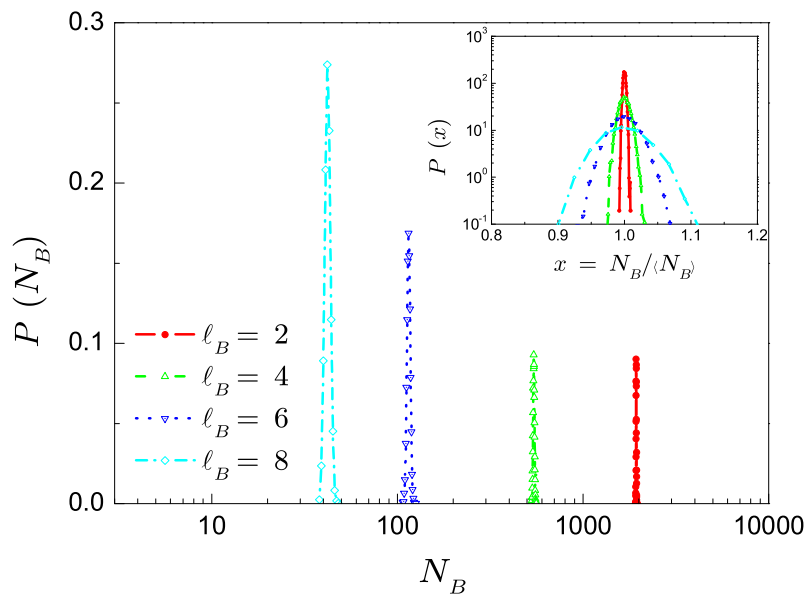 0.3
0.2
0.1
0.0
P (N_B)
10
100
1000
10000
N_B
ℓ_B = 2
ℓ_B = 4
ℓ_B = 6
ℓ_B = 8
10^3
10^2
10^1
10^0
10^-1
P (x)
0.8
0.9
1.0
1.1
1.2
x = N_B/⟨N_B⟩